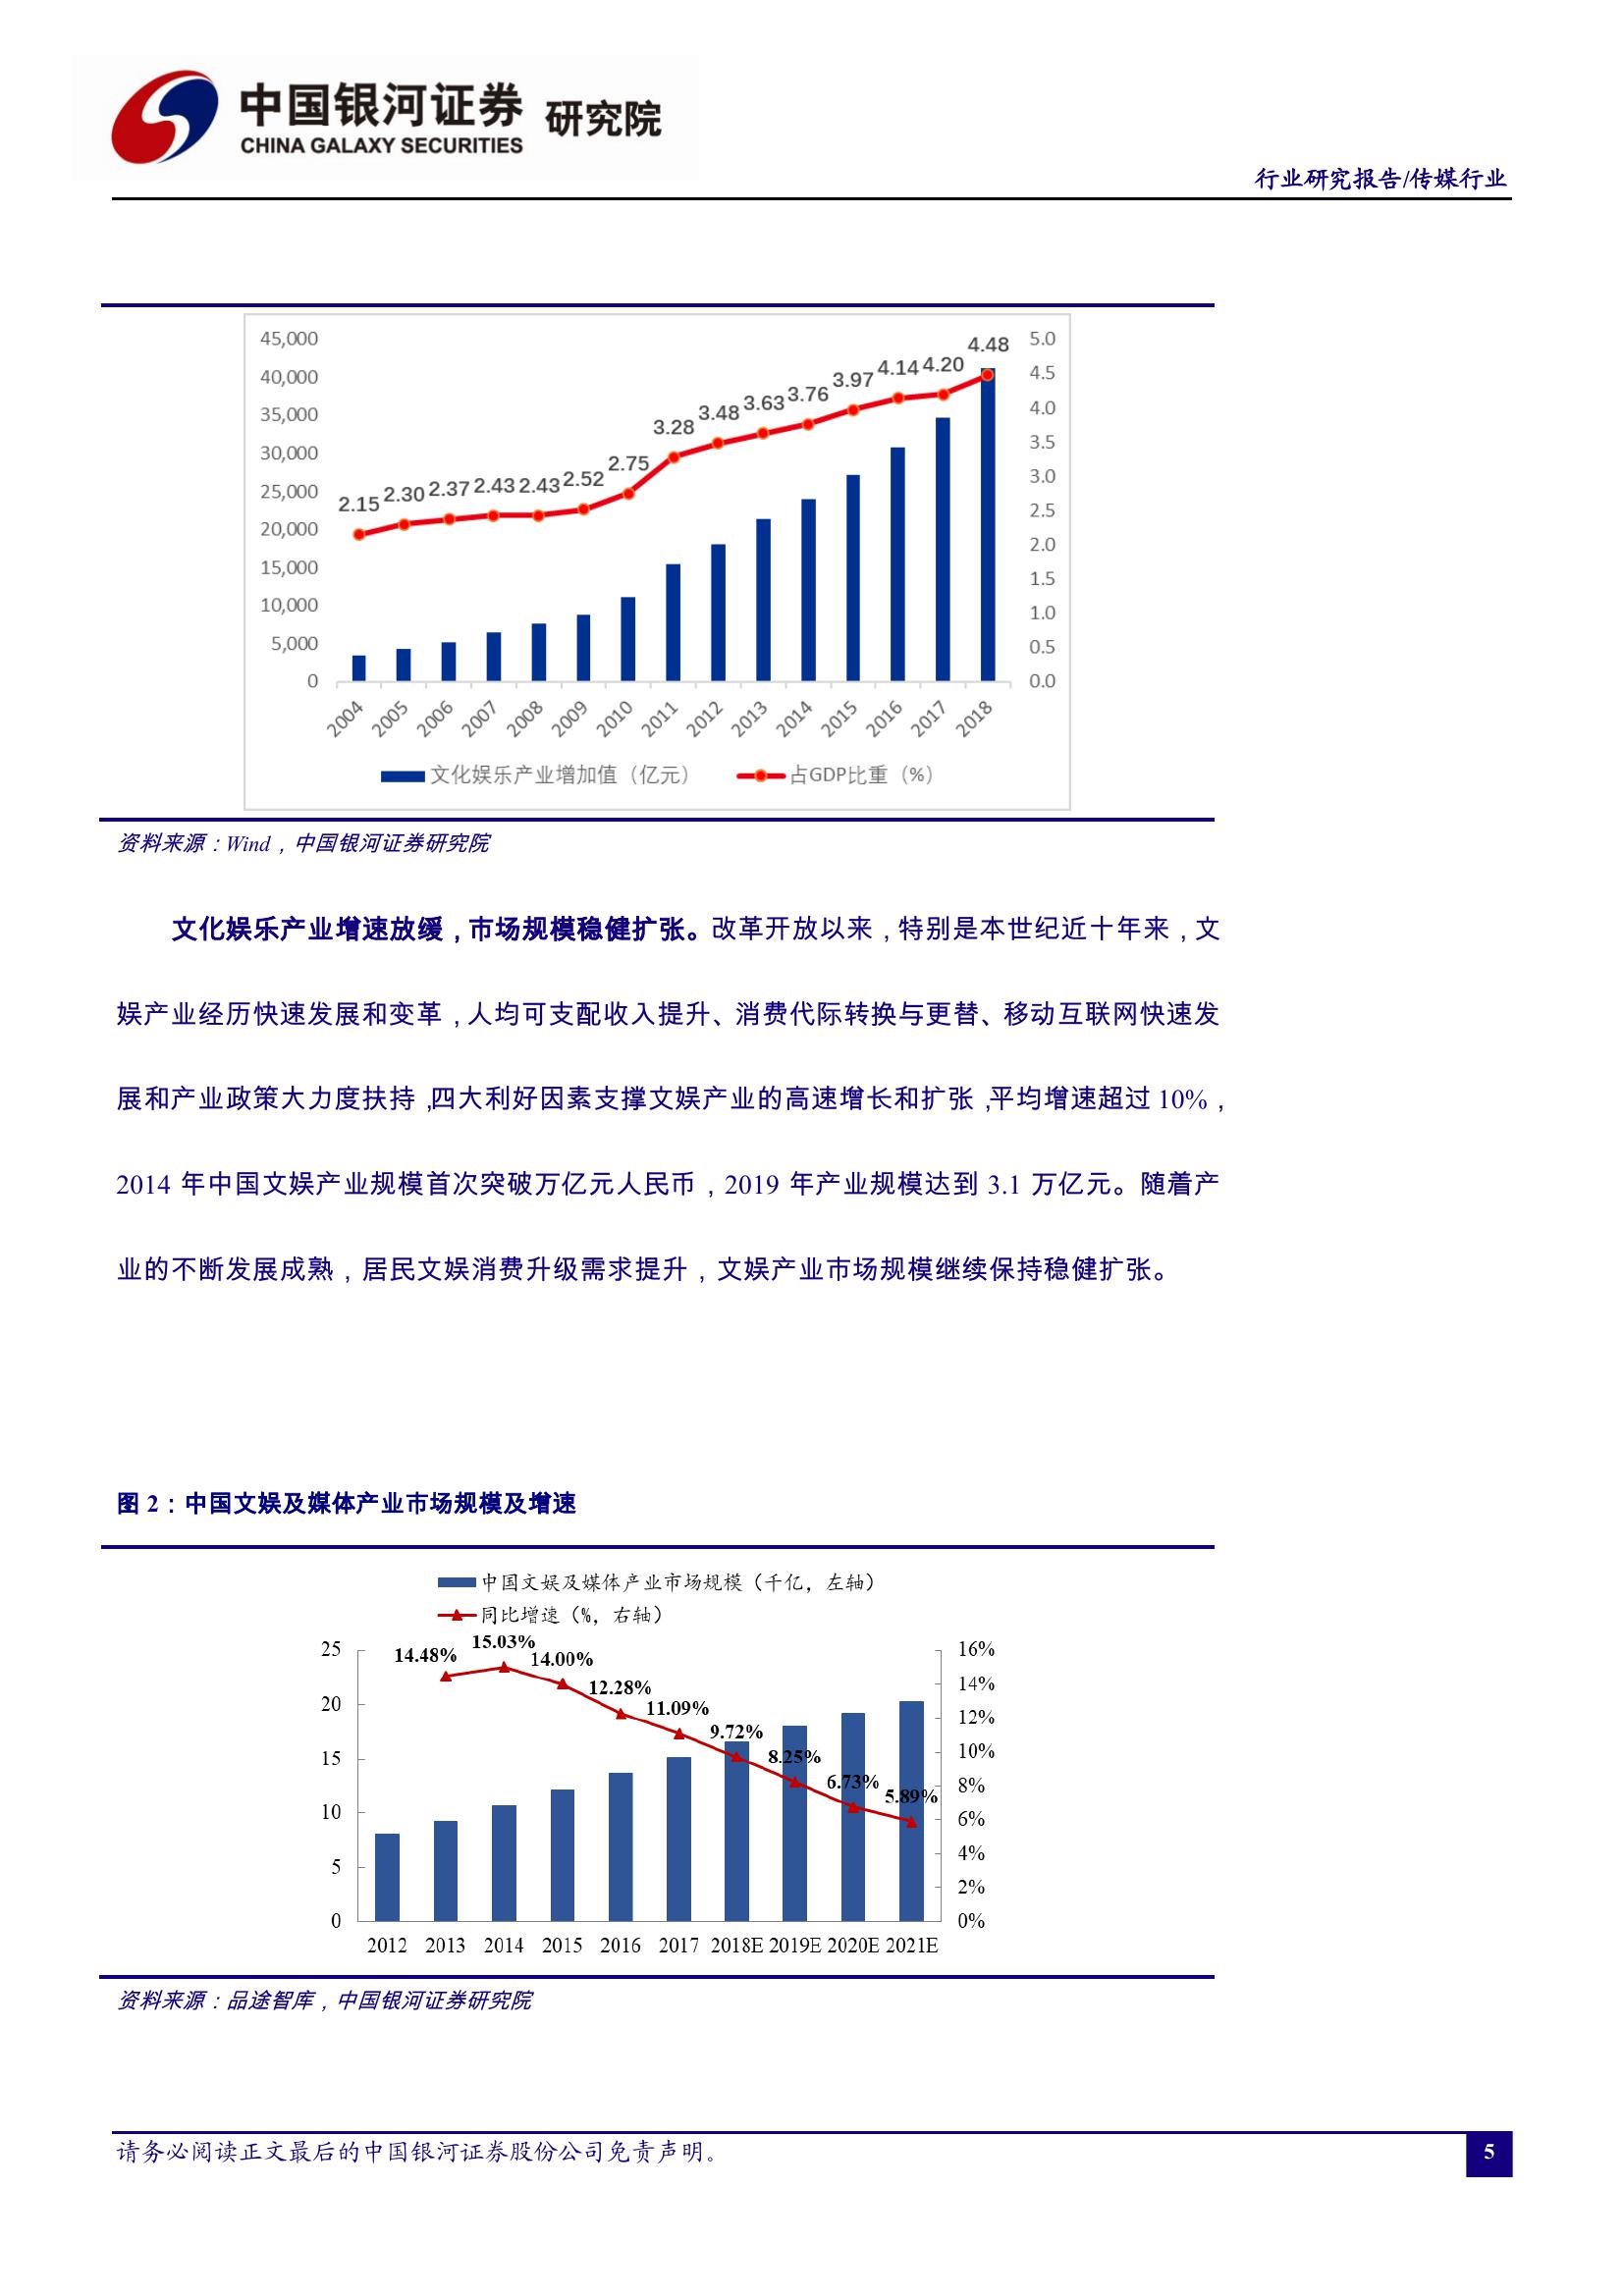 中国银河证券 研究院
CHINA GALAXY SECURITIES
行业研究报告/传媒行业
45,000
40,000
35,000
30,000
25,000
20,000
15,000
10,000
5,000
0
2.15 2.30 2.37 2.43 2.43 2.52 2.75 3.28 3.48 3.63 3.76 3.97 4.14 4.20 4.48
5.0
4.5
4.0
3.5
3.0
2.5
2.0
1.5
1.0
0.5
0.0
2004 2005 2006 2007 2008 2009 2010 2011 2012 2013 2014 2015 2016 2017 2018
文化娱乐产业增加值（亿元） 占GDP比重（%）
资料来源：Wind，中国银河证券研究院
文化娱乐产业增速放缓，市场规模稳健扩张。改革开放以来，特别是本世纪近十年来，文
娱产业经历快速发展和变革，人均可支配收入提升、消费代际转换与更替、移动互联网快速发
展和产业政策大力度扶持，四大利好因素支撑文娱产业的高速增长和扩张，平均增速超过 10%，
2014 年中国文娱产业规模首次突破万亿元人民币，2019 年产业规模达到 3.1 万亿元。随着产
业的不断发展成熟，居民文娱消费升级需求提升，文娱产业市场规模继续保持稳健扩张。
图 2：中国文娱及媒体产业市场规模及增速
中国文娱及媒体产业市场规模（千亿，左轴）
同比增速（%，右轴）
25
20
15
10
5
0
14.48% 15.03% 14.00% 12.28% 11.09% 9.72% 8.25% 6.73% 5.89%
16%
14%
12%
10%
8%
6%
4%
2%
0%
2012 2013 2014 2015 2016 2017 2018E 2019E 2020E 2021E
资料来源：品途智库，中国银河证券研究院
请务必阅读正文最后的中国银河证券股份公司免责声明。
5